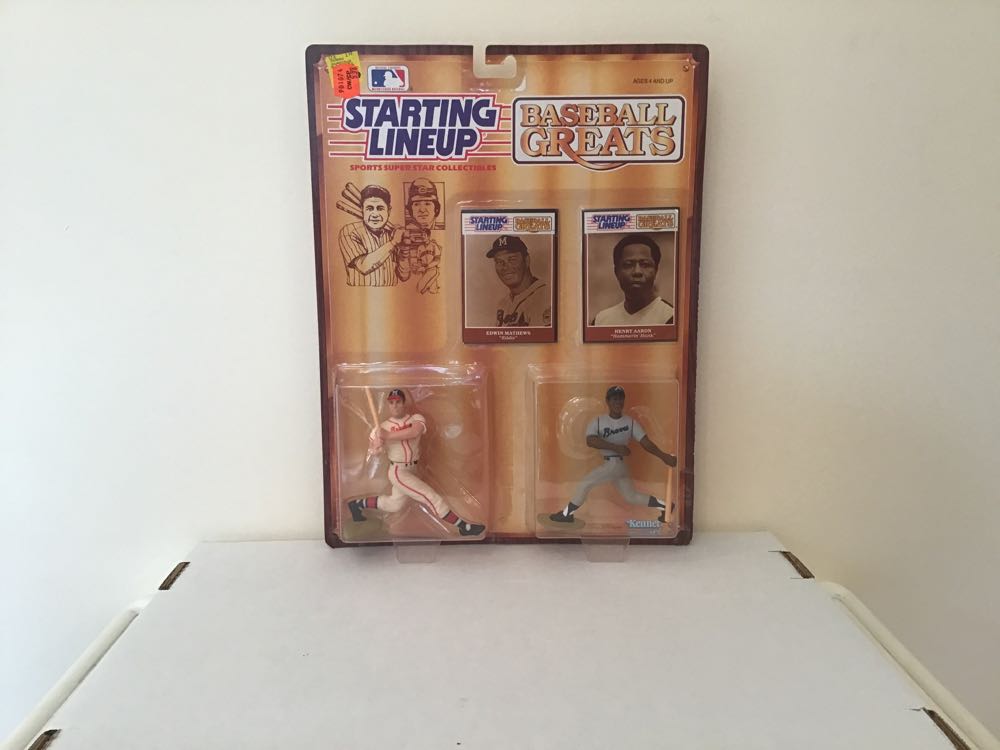 AGES 4 AND UP
STARTING
LINEUP
SPORTS SUPER STAR COLLECTIBLES
BASEBALL
GREATS
STARTING
LINEUP
BASEBALL
GREATS
M
EDWIN MATHEWS
"Eddie"
STARTING
LINEUP
BASEBALL
GREATS
HENRY AARON
"Hammerin' Hank"
Braves
Kenner